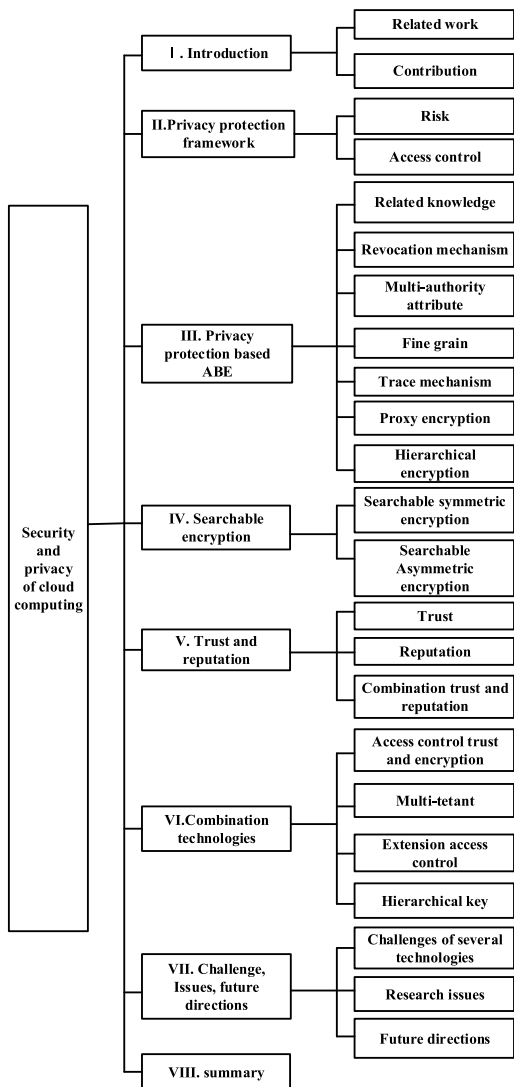 Security
and
privacy
of cloud
computing
Ⅰ. Introduction
Related work
Contribution
II.Privacy protection
framework
Risk
Access control
III. Privacy
protection based
ABE
Related knowledge
Revocation mechanism
Multi-authority
attribute
Fine grain
Trace mechanism
Proxy encryption
Hierarchical
encryption
IV. Searchable
encryption
Searchable symmetric
encryption
Searchable
Asymmetric
encryption
V. Trust and
reputation
Trust
Reputation
Combination trust and
reputation
VI.Combination
technologies
Access control trust
and encryption
Multi-tetant
Extension access
control
Hierarchical key
VII. Challenge,
Issues, future
directions
Challenges of several
technologies
Research issues
Future directions
VIII. summary